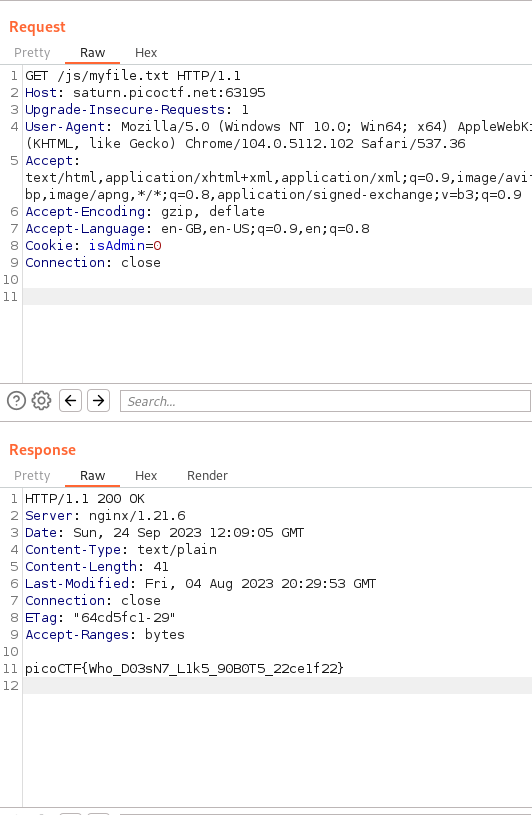 Request
Pretty Raw Hex
1 GET /js/myfile.txt HTTP/1.1
2 Host: saturn.picoctf.net:63195
3 Upgrade-Insecure-Requests: 1
4 User-Agent: Mozilla/5.0 (Windows NT 10.0; Win64; x64) AppleWebKi
(KHTML, like Gecko) Chrome/104.0.5112.102 Safari/537.36
5 Accept:
text/html,application/xhtml+xml,application/xml;q=0.9,image/avi
bp,image/apng,*/*;q=0.8,application/signed-exchange;v=b3;q=0.9
6 Accept-Encoding: gzip, deflate
7 Accept-Language: en-GB,en-US;q=0.9,en;q=0.8
8 Cookie: isAdmin=0
9 Connection: close
10
11
Search...
Response
Pretty Raw Hex Render
1 HTTP/1.1 200 OK
2 Server: nginx/1.21.6
3 Date: Sun, 24 Sep 2023 12:09:05 GMT
4 Content-Type: text/plain
5 Content-Length: 41
6 Last-Modified: Fri, 04 Aug 2023 20:29:53 GMT
7 Connection: close
8 ETag: "64cd5fc1-29"
9 Accept-Ranges: bytes
10
11 picoCTF{Who_D03sN7_L1k5_90B0T5_22ce1f22}
12